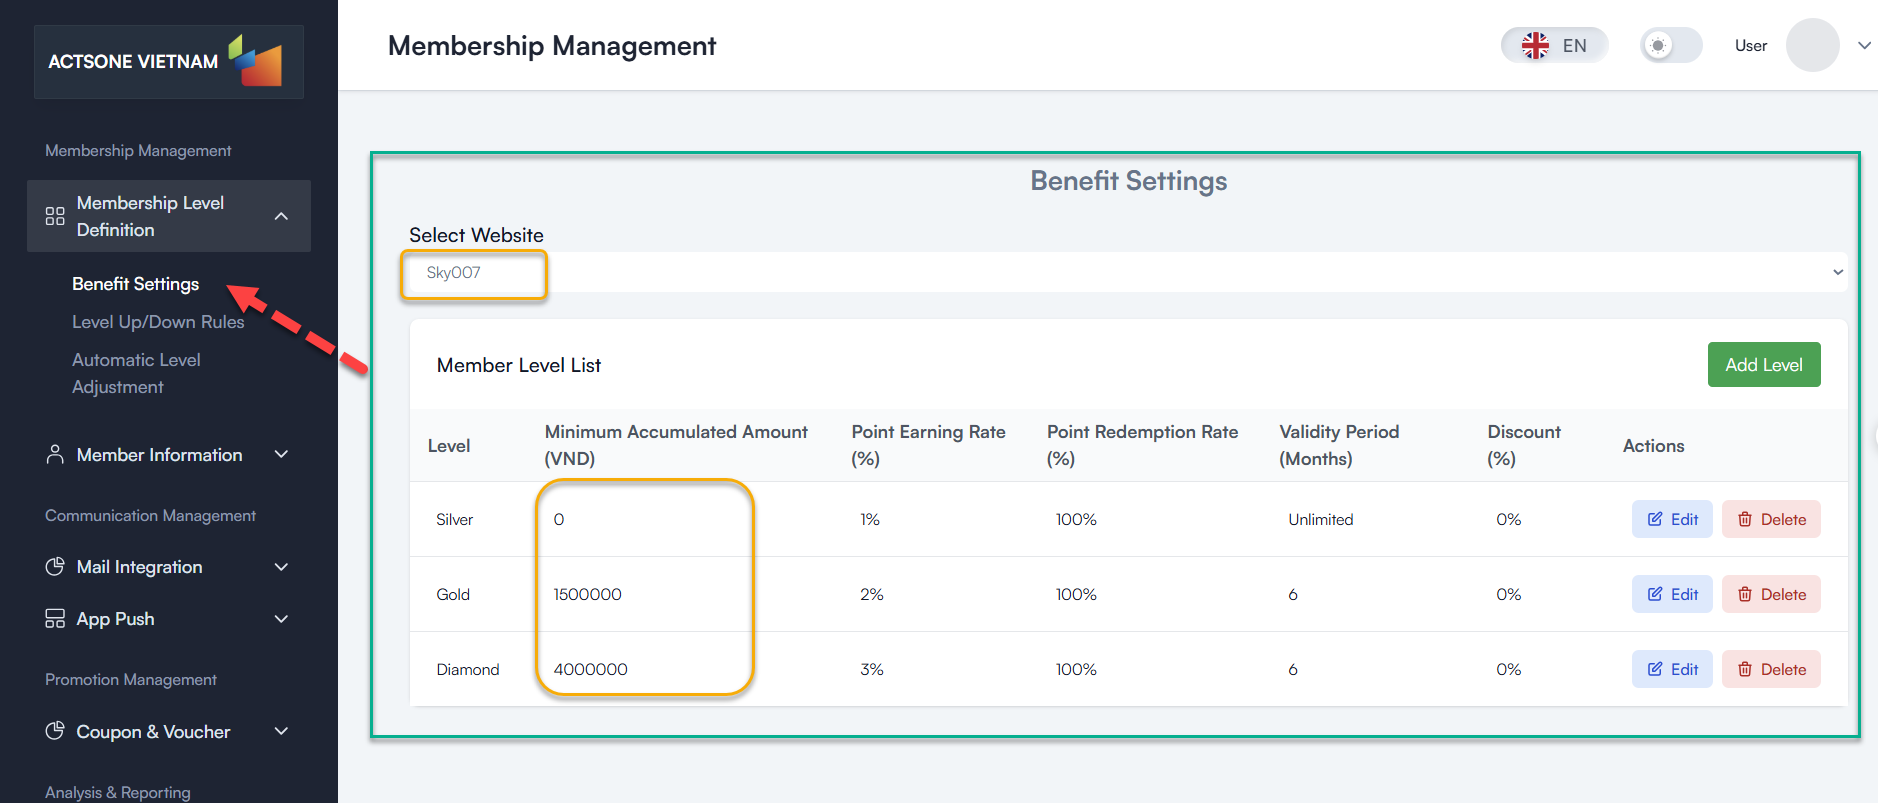 ACTSONE VIETNAM
Membership Management
EN
User
Membership Management
Membership Level
Definition
Benefit Settings
Level Up/Down Rules
Automatic Level
Adjustment
Member Information
Communication Management
Mail Integration
App Push
Promotion Management
Coupon & Voucher
Analysis & Reporting
Benefit Settings
Select Website
Sky007
Member Level List
Add Level
Level
Minimum Accumulated Amount
(VND)
Point Earning Rate
(%)
Point Redemption Rate
(%)
Validity Period
(Months)
Discount
(%)
Actions
Silver 0 1% 100% Unlimited 0% Edit Delete
Gold 1500000 2% 100% 6 0% Edit Delete
Diamond 4000000 3% 100% 6 0% Edit Delete